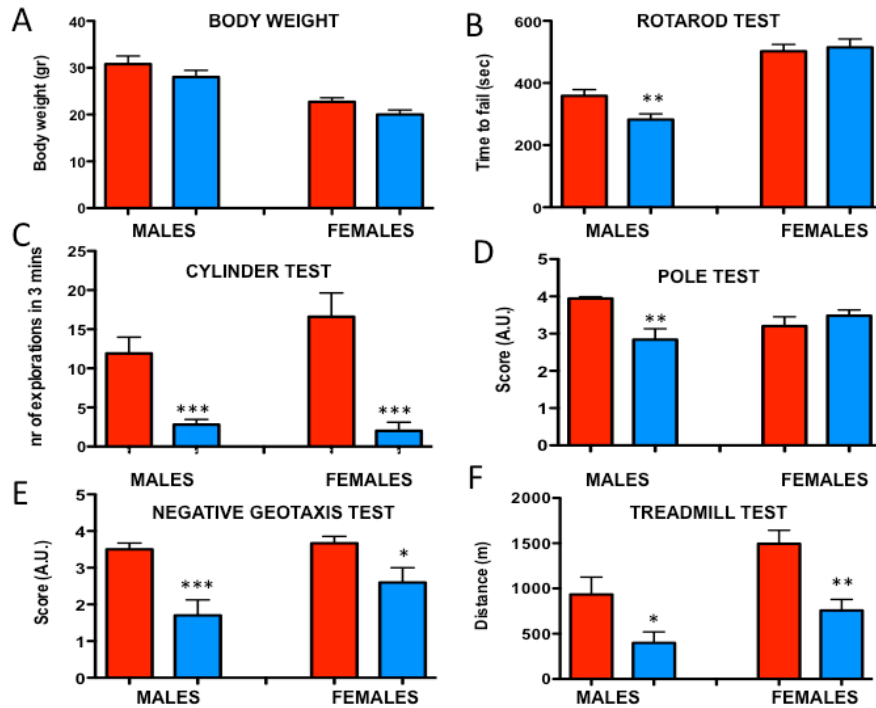 A
BODY WEIGHT
Body weight (gr)
40
30
20
10
0
MALES FEMALES
B
ROTAROD TEST
Time to fail (sec)
600
400
200
0
**
MALES FEMALES
C
CYLINDER TEST
nr of explorations in 3 mins
25
20
15
10
5
0
*** ***
MALES FEMALES
D
POLE TEST
Score (A.U.)
5
4
3
2
1
0
**
MALES FEMALES
E
NEGATIVE GEOTAXIS TEST
Score (A.U.)
5
4
3
2
1
0
*** *
MALES FEMALES
F
TREADMILL TEST
Distance (m)
2000
1500
1000
500
0
* **
MALES FEMALES